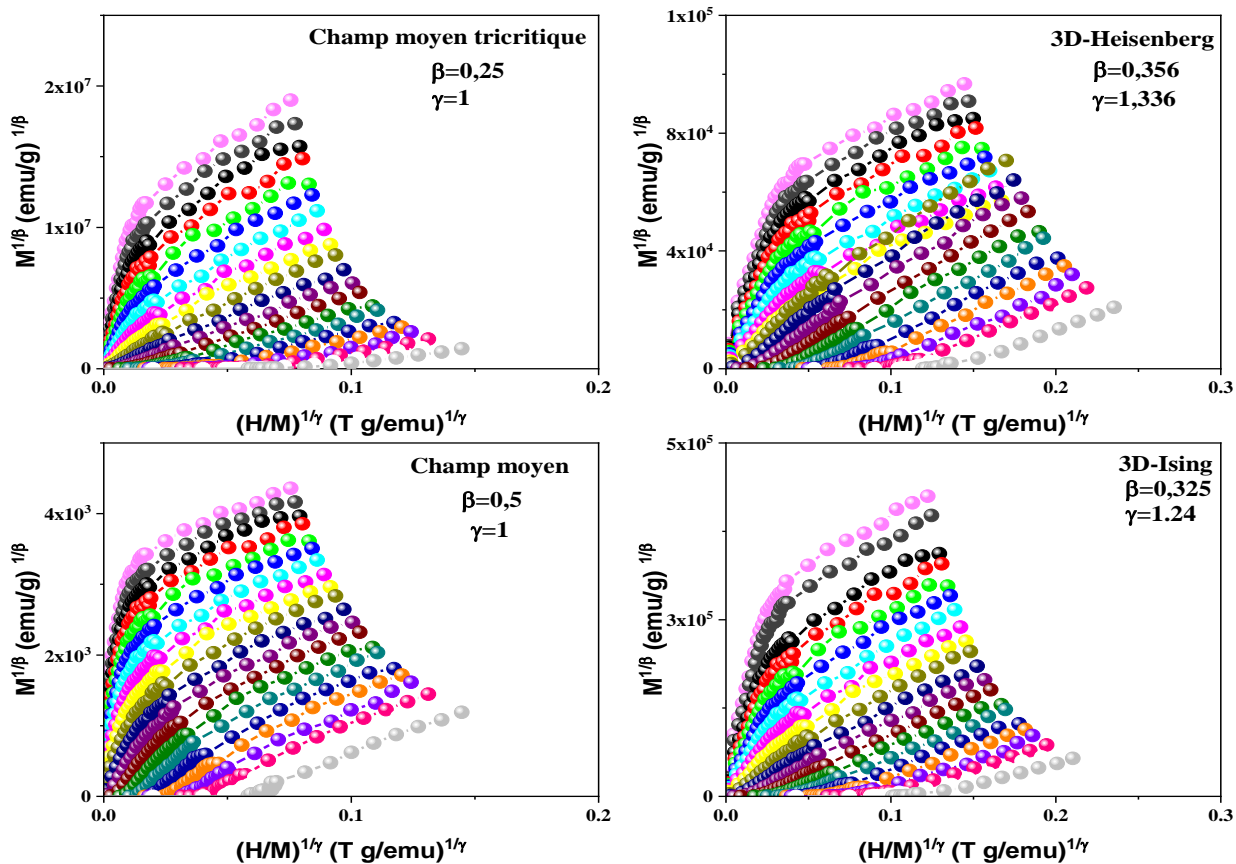 Champ moyen tricritique
β=0,25
γ=1
2x10⁷
1x10⁷
0
0.0
0.1
0.2
M^{1/β} (emu/g)^{1/β}
(H/M)^{1/γ} (T g/emu)^{1/γ}
3D-Heisenberg
β=0,356
γ=1,336
1x10⁵
8x10⁴
4x10⁴
0
0.0
0.1
0.2
0.3
M^{1/β} (emu/g)^{1/β}
(H/M)^{1/γ} (T g/emu)^{1/γ}
Champ moyen
β=0,5
γ=1
4x10³
2x10³
0
0.0
0.1
0.2
M^{1/β} (emu/g)^{1/β}
(H/M)^{1/γ} (T g/emu)^{1/γ}
3D-Ising
β=0,325
γ=1.24
5x10⁵
3x10⁵
0
0.0
0.1
0.2
0.3
M^{1/β} (emu/g)^{1/β}
(H/M)^{1/γ} (T g/emu)^{1/γ}